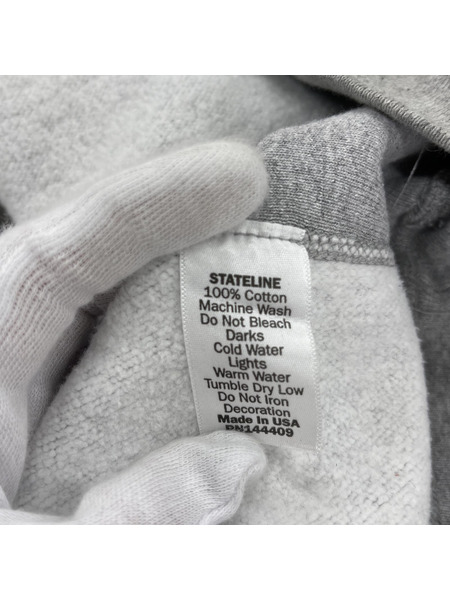 STATELINE
100% Cotton
Machine Wash
Do Not Bleach
Darks
Cold Water
Lights
Warm Water
Tumble Dry Low
Do Not Iron
Decoration
Made In USA
RN144409